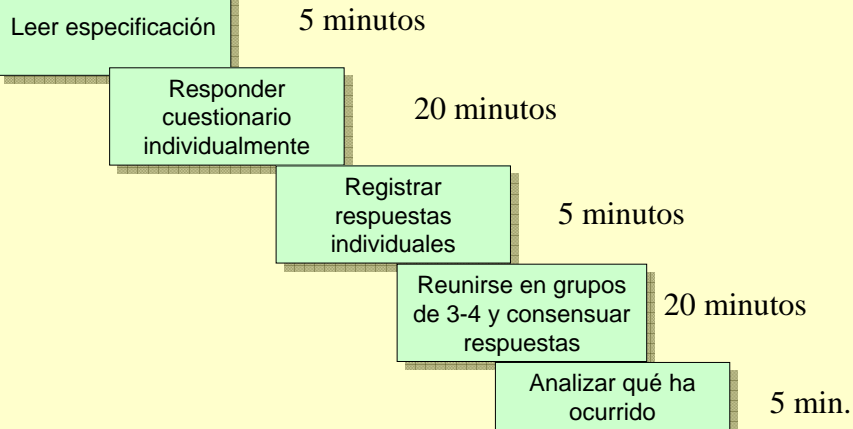 Leer especificación
5 minutos
Responder
cuestionario
individualmente
20 minutos
Registrar
respuestas
individuales
5 minutos
Reunirse en grupos
de 3-4 y consensuar
respuestas
20 minutos
Analizar qué ha
ocurrido
5 min.